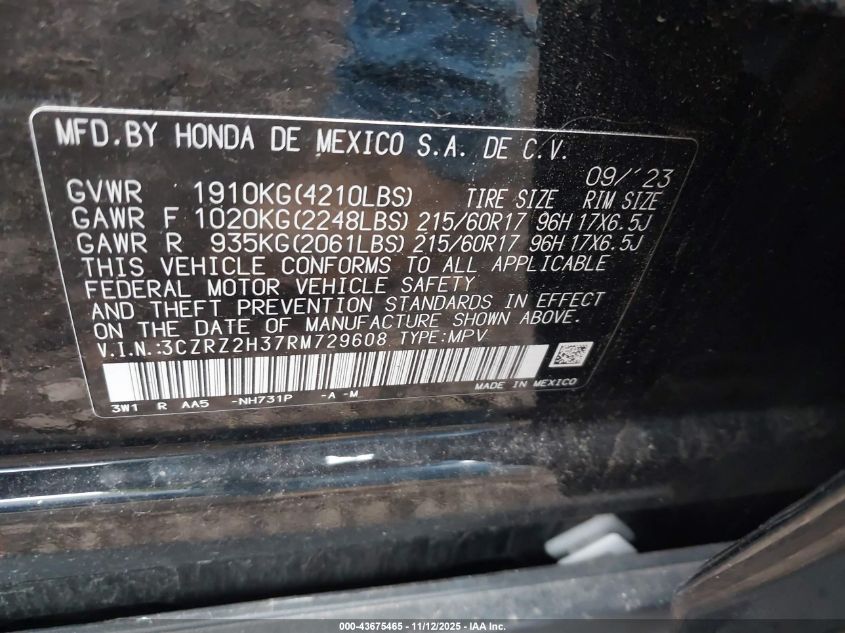 MFD.BY HONDA DE MEXICO S.A. DE C.V.
09/'23
GVWR 1910KG(4210LBS) TIRE SIZE RIM SIZE
GAWR F 1020KG(2248LBS) 215/60R17 96H 17X6.5J
GAWR R 935KG(2061LBS) 215/60R17 96H 17X6.5J
THIS VEHICLE CONFORMS TO ALL APPLICABLE
FEDERAL MOTOR VEHICLE SAFETY
AND THEFT PREVENTION STANDARDS IN EFFECT
ON THE DATE OF MANUFACTURE SHOWN ABOVE.
V.I.N.:3CZRZ2H37RM729608 TYPE:MPV
MADE IN MEXICO
3W1 R AA5 -NH731P -A -M
000-43675465 - 11/12/2025 - IAA Inc.